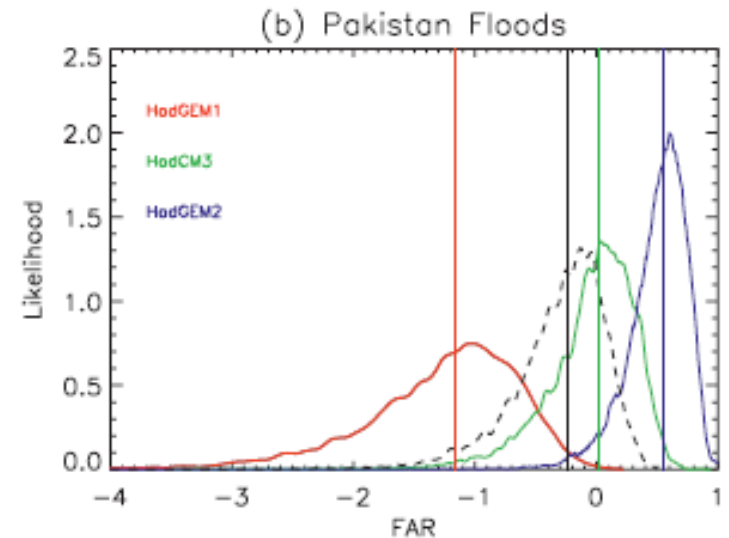 (b) Pakistan Floods
2.5
HadGEM1
2.0
HadCM3
1.5
HadGEM2
Likelihood
1.0
0.5
0.0
−4 −3 −2 −1 0 1
FAR